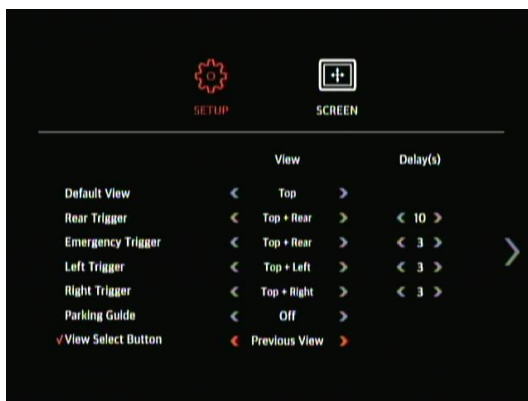 SETUP SCREEN
View Delay(s)
Default View Top
Rear Trigger Top + Rear 10
Emergency Trigger Top + Rear 3
Left Trigger Top + Left 3
Right Trigger Top + Right 3
Parking Guide Off
✓View Select Button Previous View